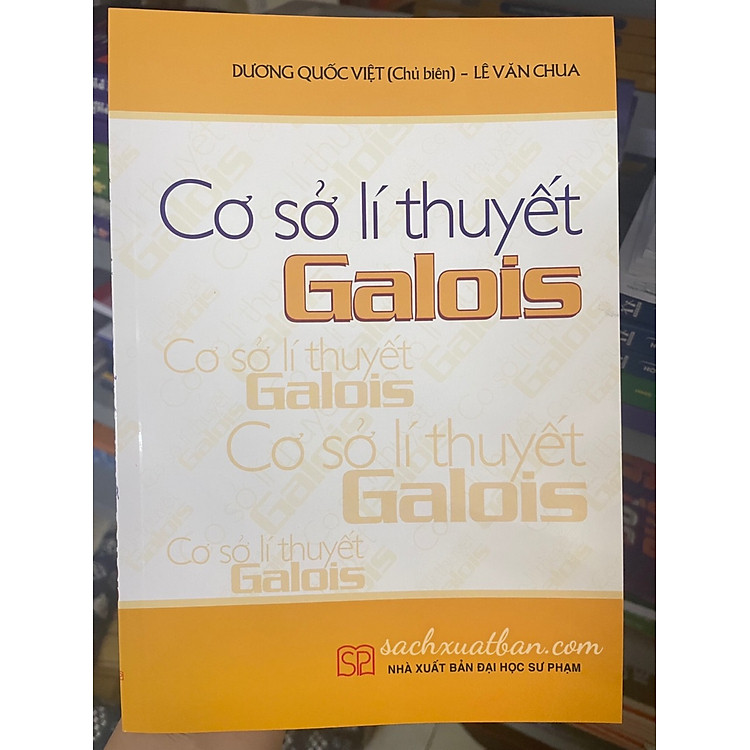 DƯƠNG QUỐC VIỆT (Chủ biên) - LÊ VĂN CHUA
Cơ sở lí thuyết
Galois
Cơ sở lí thuyết
Galois
Cơ sở lí thuyết
Galois
Cơ sở lí thuyết
Galois
sachxuatban.com
SP
NHÀ XUẤT BẢN ĐẠI HỌC SƯ PHẠM